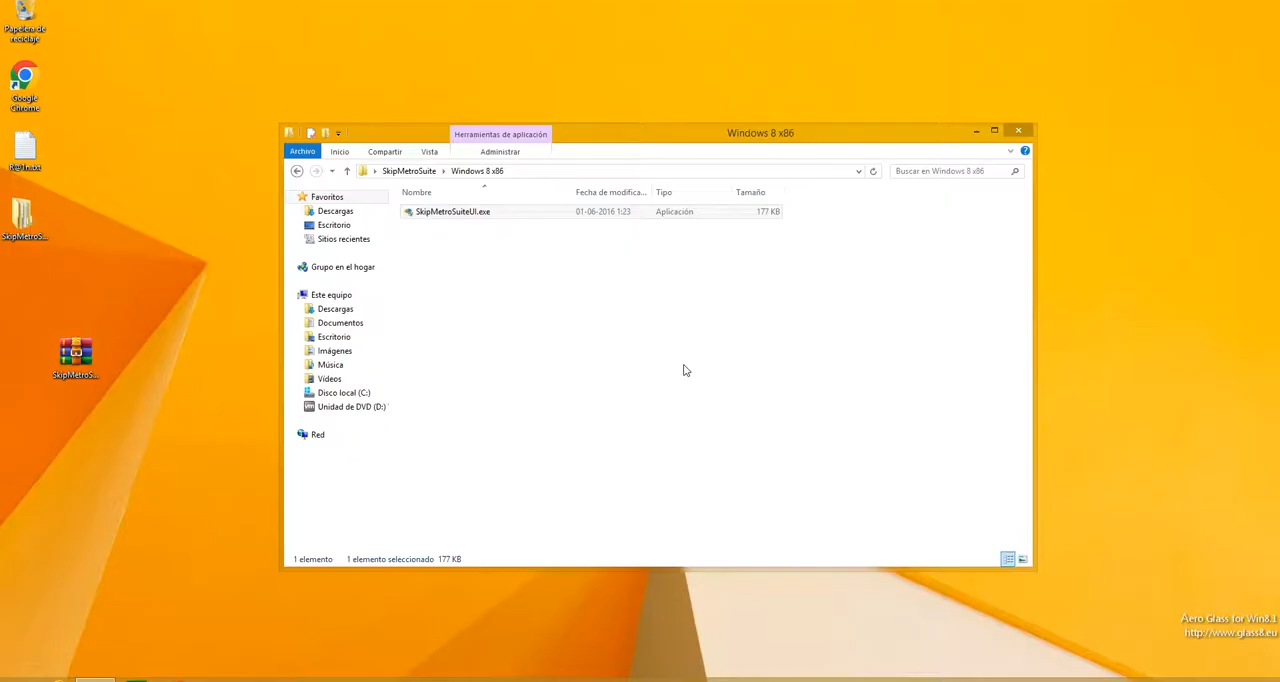 Papelera de
reciclaje
Google
Chrome
SkipMetroS...
SkipMetroS...
Herramientas de aplicación
Windows 8 x86
Archivo
Inicio
Compartir
Vista
Administrar
SkipMetroSuite
Windows 8 x86
Buscar en Windows 8 x86
Nombre
Fecha de modifica...
Tipo
Tamaño
SkipMetroSuiteUI.exe
01-06-2016 1:23
Aplicación
177 KB
Favoritos
Descargas
Escritorio
Sitios recientes
Grupo en el hogar
Este equipo
Descargas
Documentos
Escritorio
Imágenes
Música
Vídeos
Disco local (C:)
Unidad de DVD (D:)
Red
1 elemento
1 elemento seleccionado 177 KB
Aero Glass for Win8.1
http://www.glass8.eu